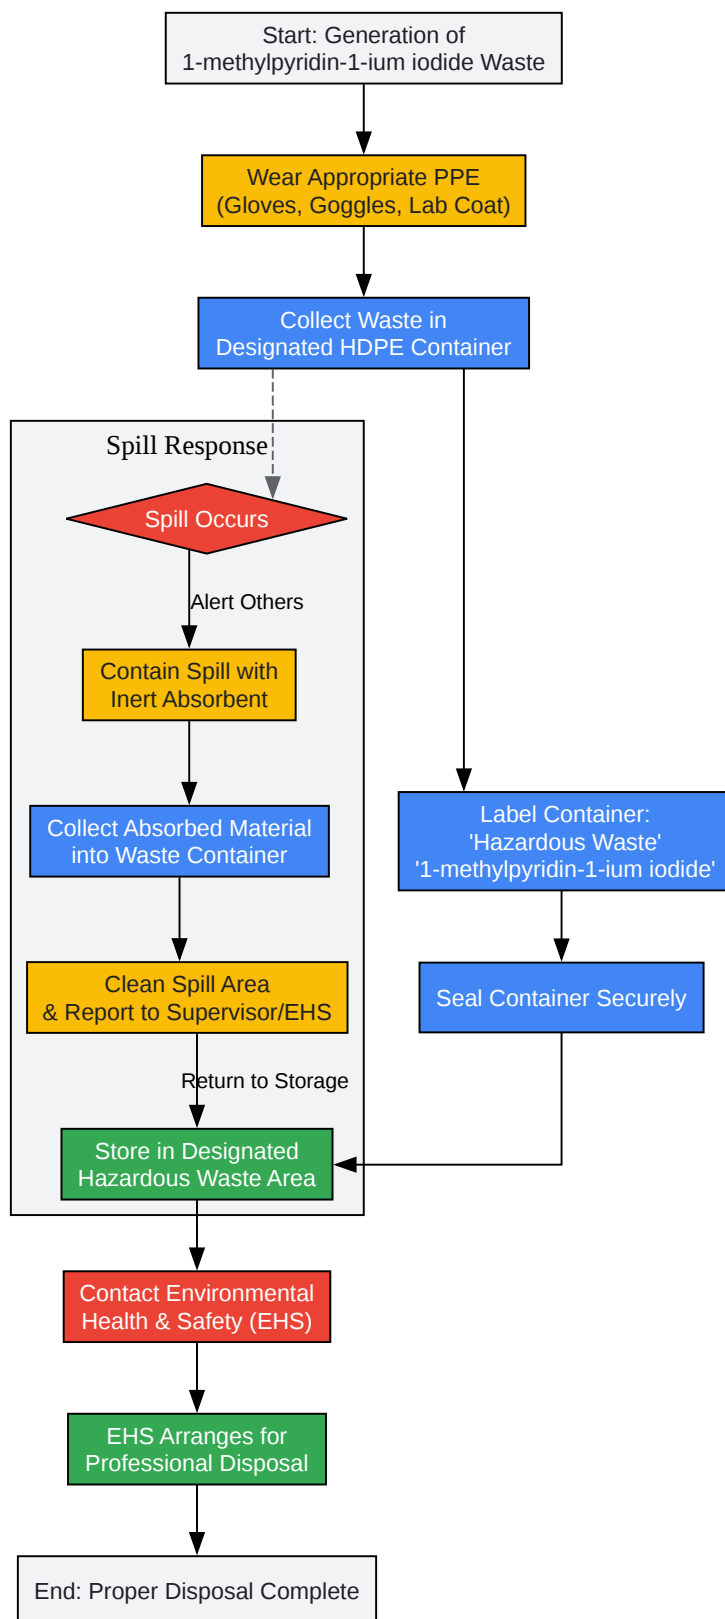 Start: Generation of
1-methylpyridin-1-ium iodide Waste
Wear Appropriate PPE
(Gloves, Goggles, Lab Coat)
Collect Waste in
Designated HDPE Container
Spill Response
Spill Occurs
Alert Others
Contain Spill with
Inert Absorbent
Collect Absorbed Material
into Waste Container
Label Container:
'Hazardous Waste'
'1-methylpyridin-1-ium iodide'
Clean Spill Area
& Report to Supervisor/EHS
Seal Container Securely
Return to Storage
Store in Designated
Hazardous Waste Area
Contact Environmental
Health & Safety (EHS)
EHS Arranges for
Professional Disposal
End: Proper Disposal Complete